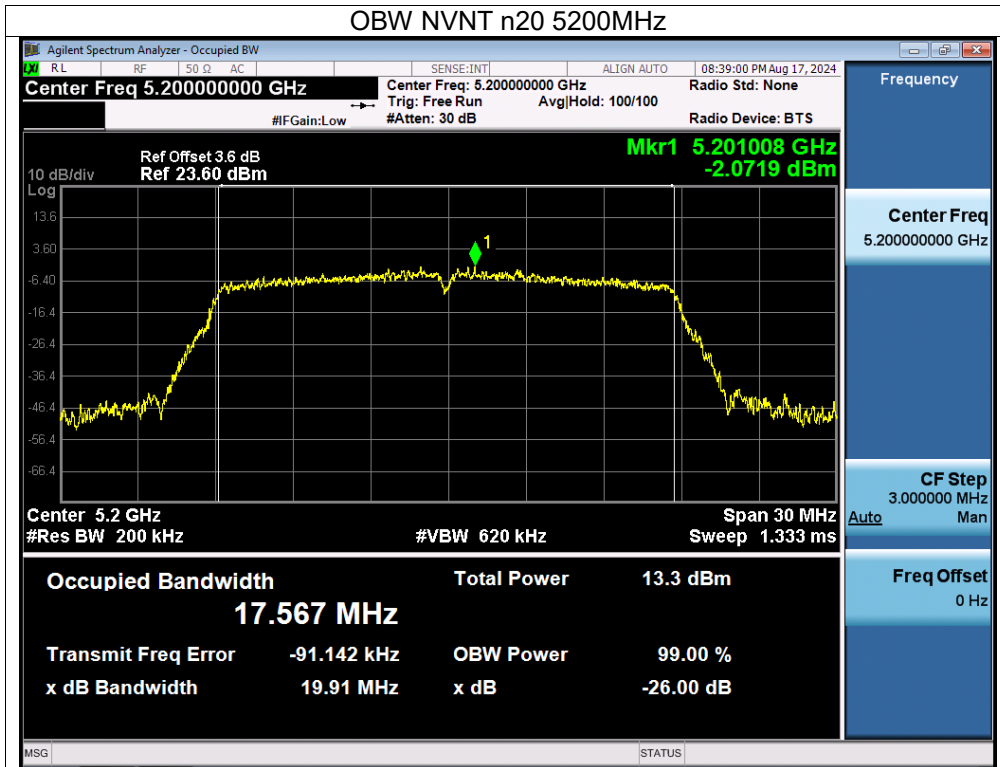 OBW NVNT n20 5200MHz
Agilent Spectrum Analyzer - Occupied BW
LXI RL RF 50 Ω AC SENSE:INT ALIGN AUTO 08:39:00 PM Aug 17, 2024
Center Freq 5.200000000 GHz
Center Freq: 5.200000000 GHz
Radio Std: None
Trig: Free Run Avg|Hold: 100/100
#IFGain:Low #Atten: 30 dB Radio Device: BTS
Mkr1 5.201008 GHz
-2.0719 dBm
Ref Offset 3.6 dB
10 dB/div Ref 23.60 dBm
Log
13.6
3.60
-6.40
-16.4
-26.4
-36.4
-46.4
-56.4
-66.4
1
Center 5.2 GHz Span 30 MHz
#Res BW 200 kHz #VBW 620 kHz Sweep 1.333 ms
Occupied Bandwidth Total Power 13.3 dBm
17.567 MHz
Transmit Freq Error -91.142 kHz OBW Power 99.00 %
x dB Bandwidth 19.91 MHz x dB -26.00 dB
MSG STATUS
Frequency
Center Freq
5.200000000 GHz
CF Step
3.000000 MHz
Auto Man
Freq Offset
0 Hz